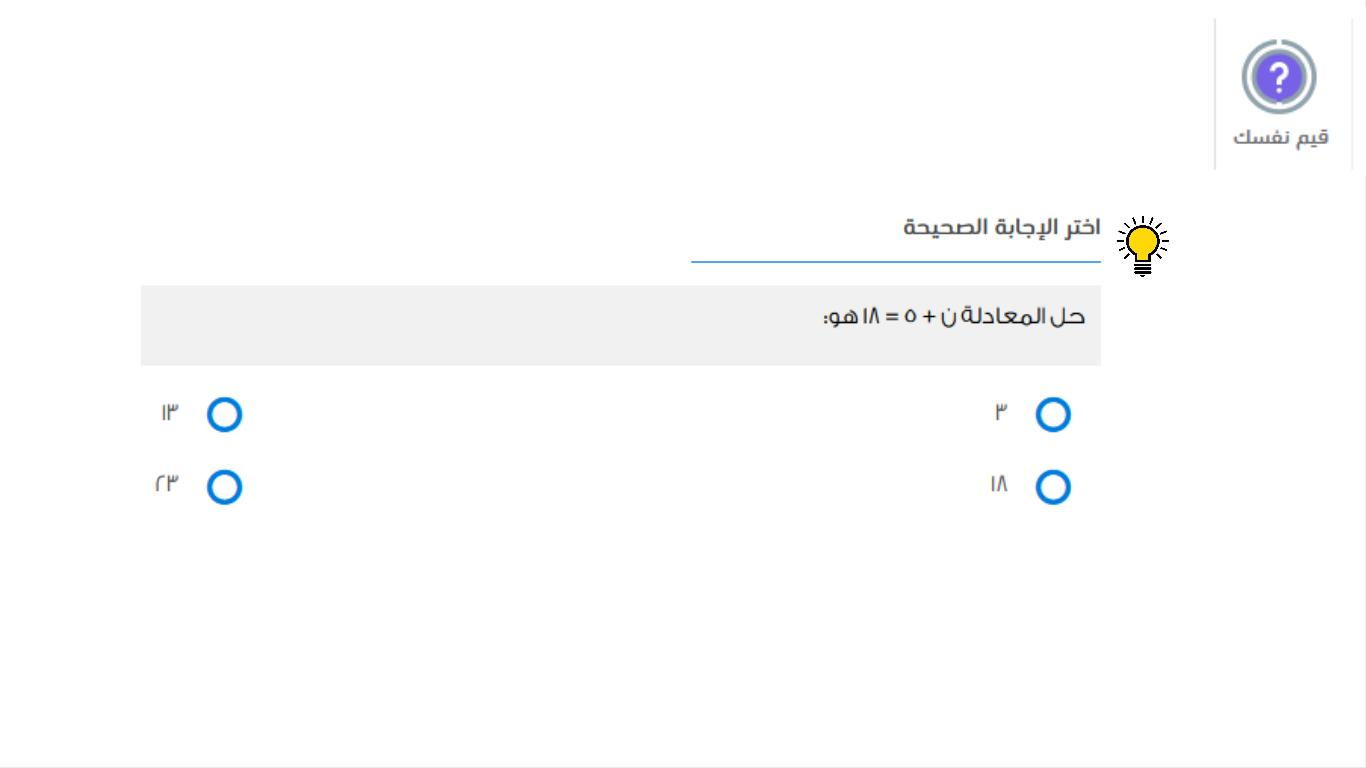 قيم نفسك
اختر الإجابة الصحيحة
حل المعادلة ن + ٥ = ١٨ هو:
٣
١٣
١٨
٢٣